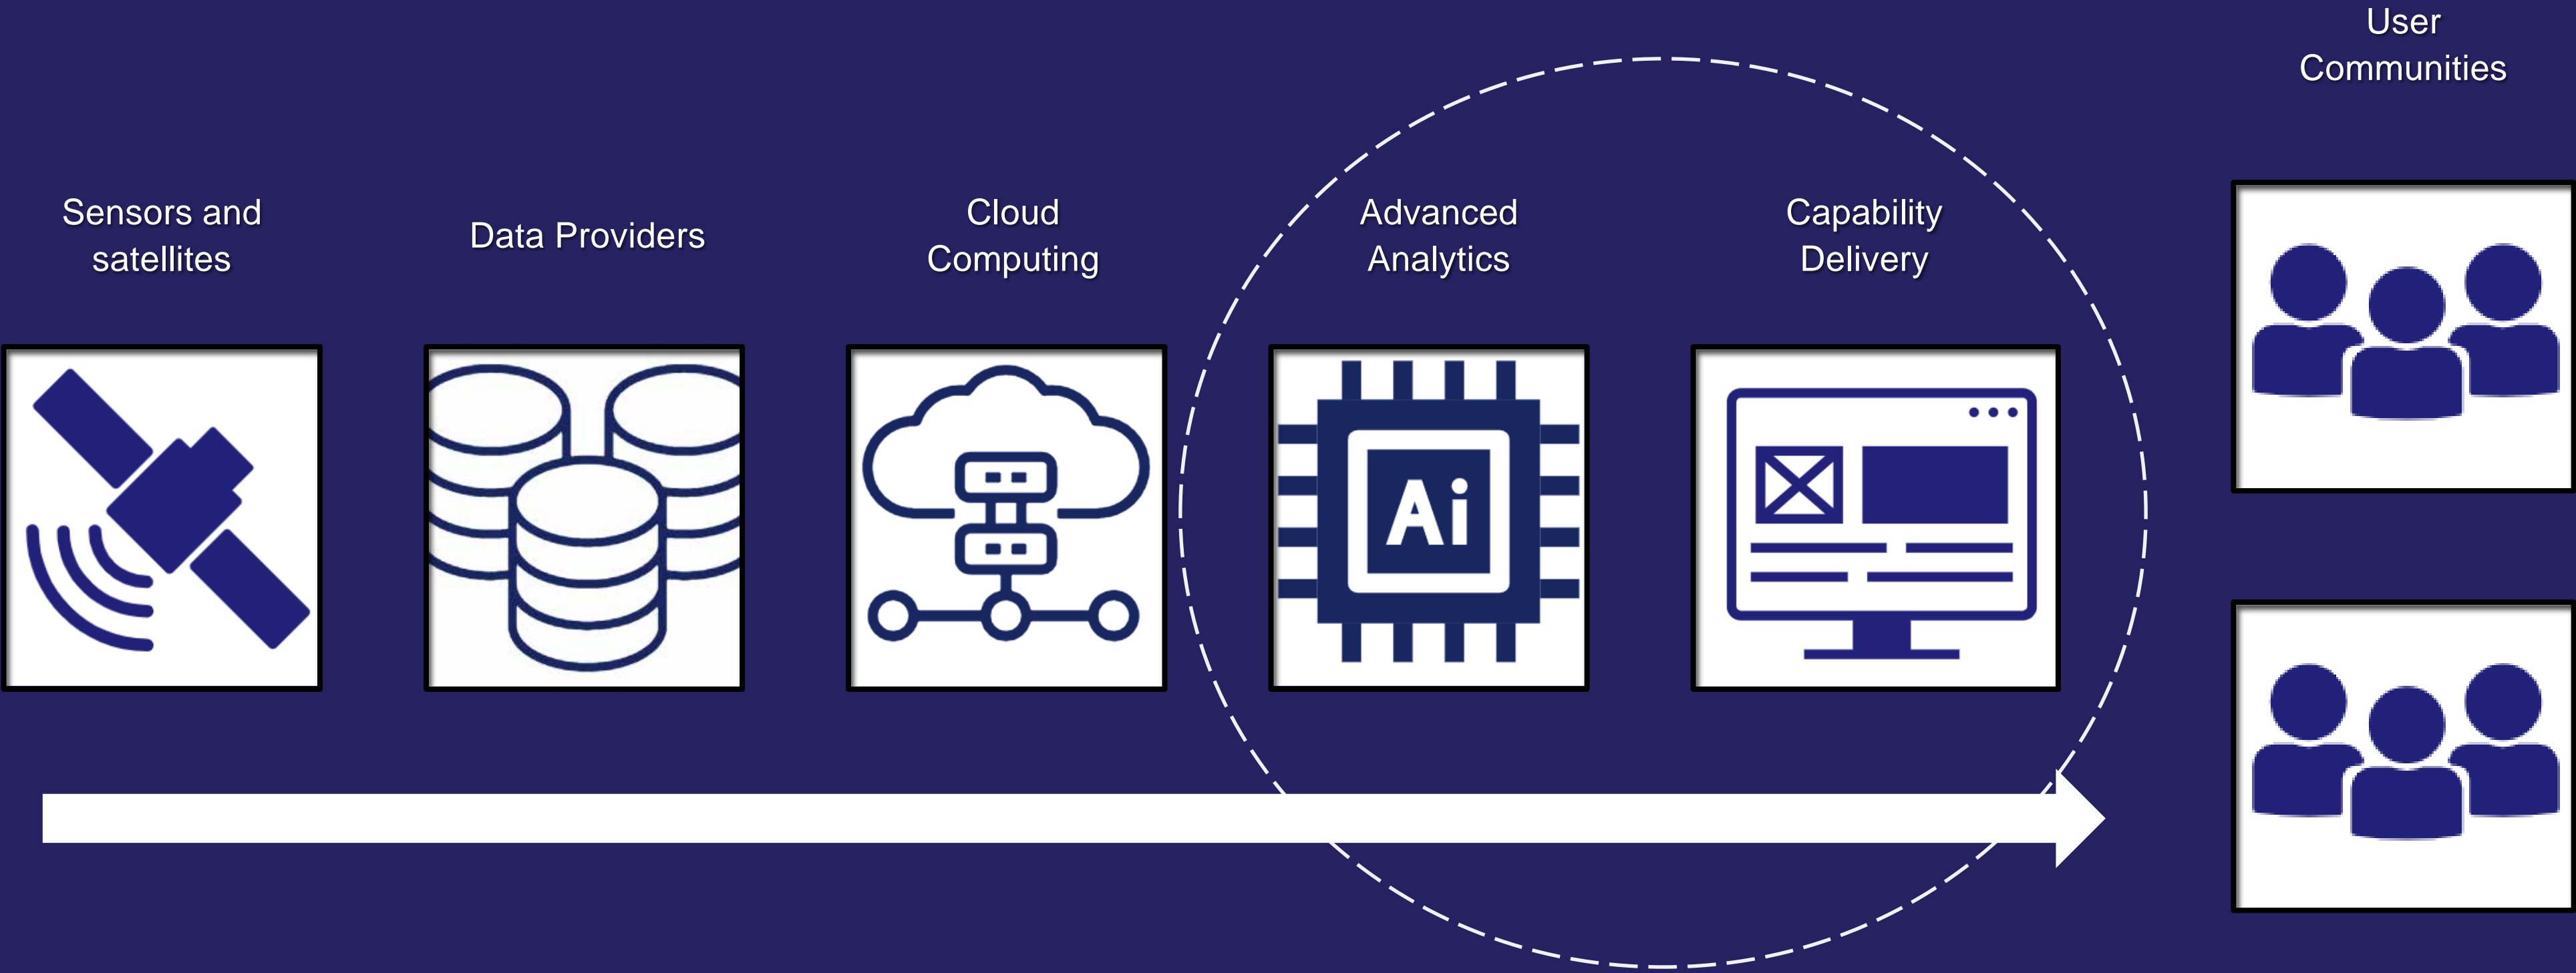 User
Communities
Sensors and
satellites
Data Providers
Cloud
Computing
Advanced
Analytics
Capability
Delivery
Ai